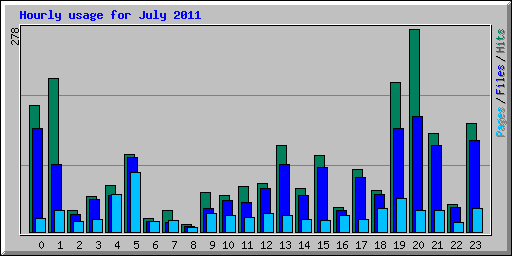 Hourly usage for July 2011
278
Pages/Files/Hits
0 1 2 3 4 5 6 7 8 9 10 11 12 13 14 15 16 17 18 19 20 21 22 23